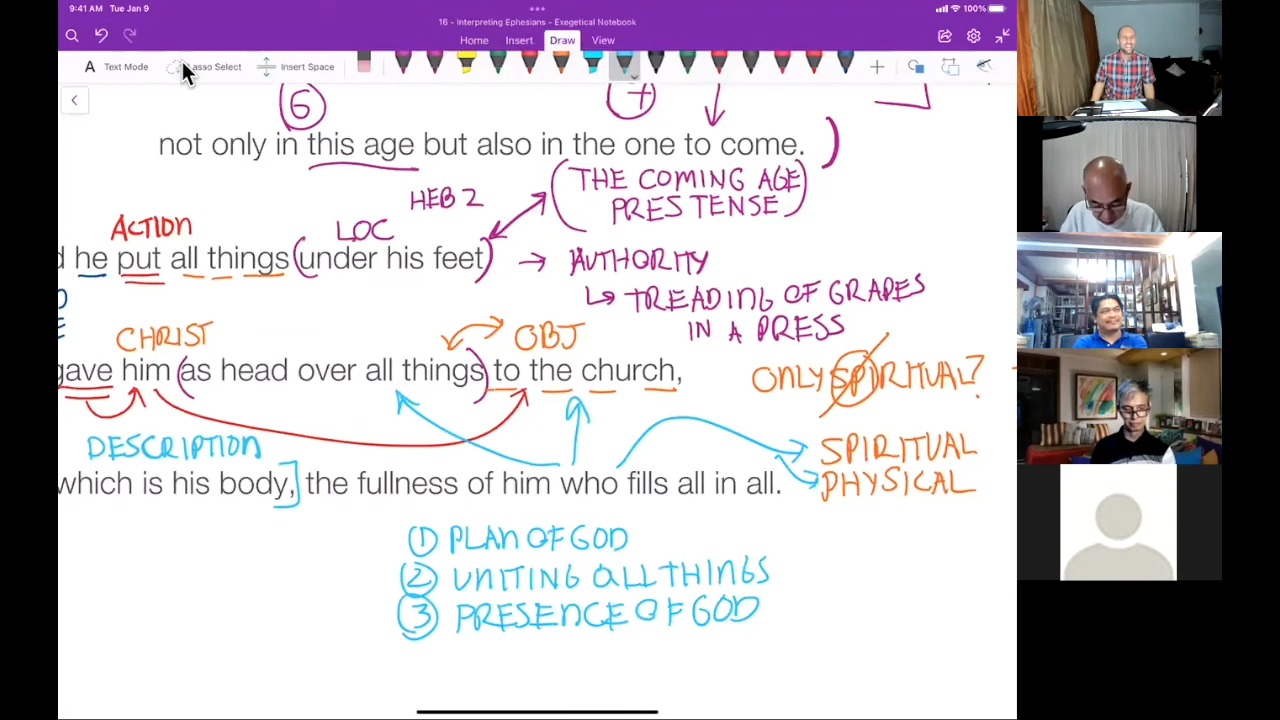 9:41 AM Tue Jan 9
100%
16 - Interpreting Ephesians - Exegetical Notebook
Home Insert Draw View
A Text Mode Lasso Select Insert Space
6 7
not only in this age but also in the one to come. )
HEB 2 (THE COMING AGE
PRES TENSE)
ACTION LOC
d he put all things (under his feet) → AUTHORITY
↳ TREADING OF GRAPES
IN A PRESS
CHRIST OBJ
gave him (as head over all things) to the church,
ONLY SPIRITUAL?
DESCRIPTION SPIRITUAL
which is his body,] the fullness of him who fills all in all.
PHYSICAL
① PLAN OF GOD
② UNITING ALL THINGS
③ PRESENCE OF GOD